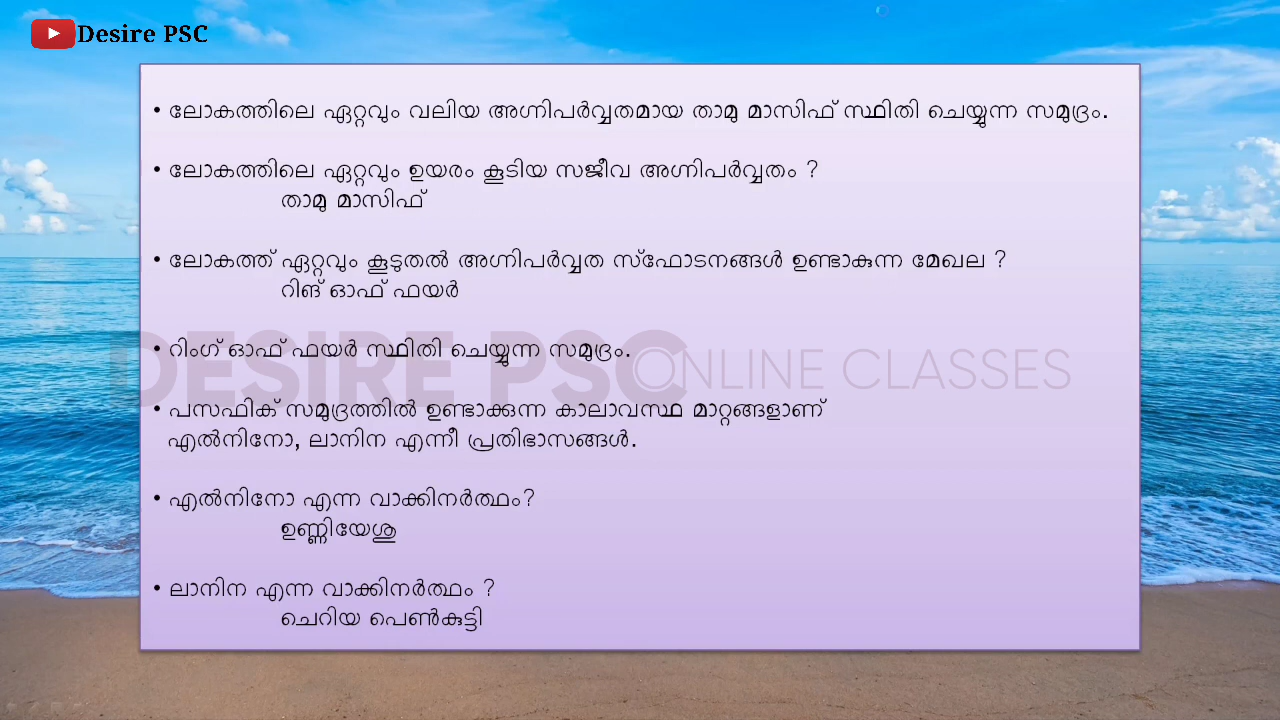 Desire PSC
• ലോകത്തിലെ ഏറ്റവും വലിയ അഗ്നിപർവ്വതമായ താമു മാസിഫ് സ്ഥിതി ചെയ്യുന്ന സമുദ്രം.
• ലോകത്തിലെ ഏറ്റവും ഉയരം കൂടിയ സജീവ അഗ്നിപർവ്വതം ?
താമു മാസിഫ്
• ലോകത്ത് ഏറ്റവും കൂടുതൽ അഗ്നിപർവ്വത സ്ഫോടനങ്ങൾ ഉണ്ടാകുന്ന മേഖല ?
റിങ് ഓഫ് ഫയർ
• റിംഗ് ഓഫ് ഫയർ സ്ഥിതി ചെയ്യുന്ന സമുദ്രം.
DESIRE PSC ONLINE CLASSES
• പസഫിക് സമുദ്രത്തിൽ ഉണ്ടാക്കുന്ന കാലാവസ്ഥ മാറ്റങ്ങളാണ്
എൽനിനോ, ലാനിന എന്നീ പ്രതിഭാസങ്ങൾ.
• എൽനിനോ എന്ന വാക്കിനർത്ഥം?
ഉണ്ണിയേശു
• ലാനിന എന്ന വാക്കിനർത്ഥം ?
ചെറിയ പെൺകുട്ടി